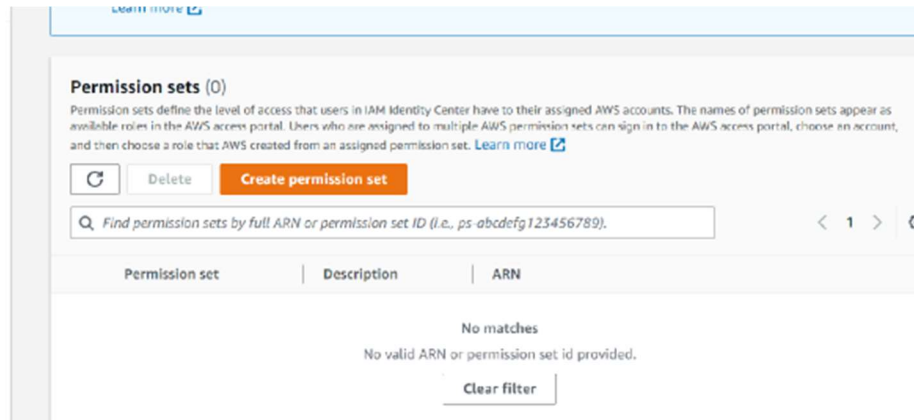 Learn more
Permission sets (0)
Permission sets define the level of access that users in IAM Identity Center have to their assigned AWS accounts. The names of permission sets appear as
available roles in the AWS access portal. Users who are assigned to multiple AWS permission sets can sign in to the AWS access portal, choose an account,
and then choose a role that AWS created from an assigned permission set. Learn more
Delete Create permission set
Find permission sets by full ARN or permission set ID (i.e., ps-abcdefg123456789). 1
Permission set Description ARN
No matches
No valid ARN or permission set id provided.
Clear filter